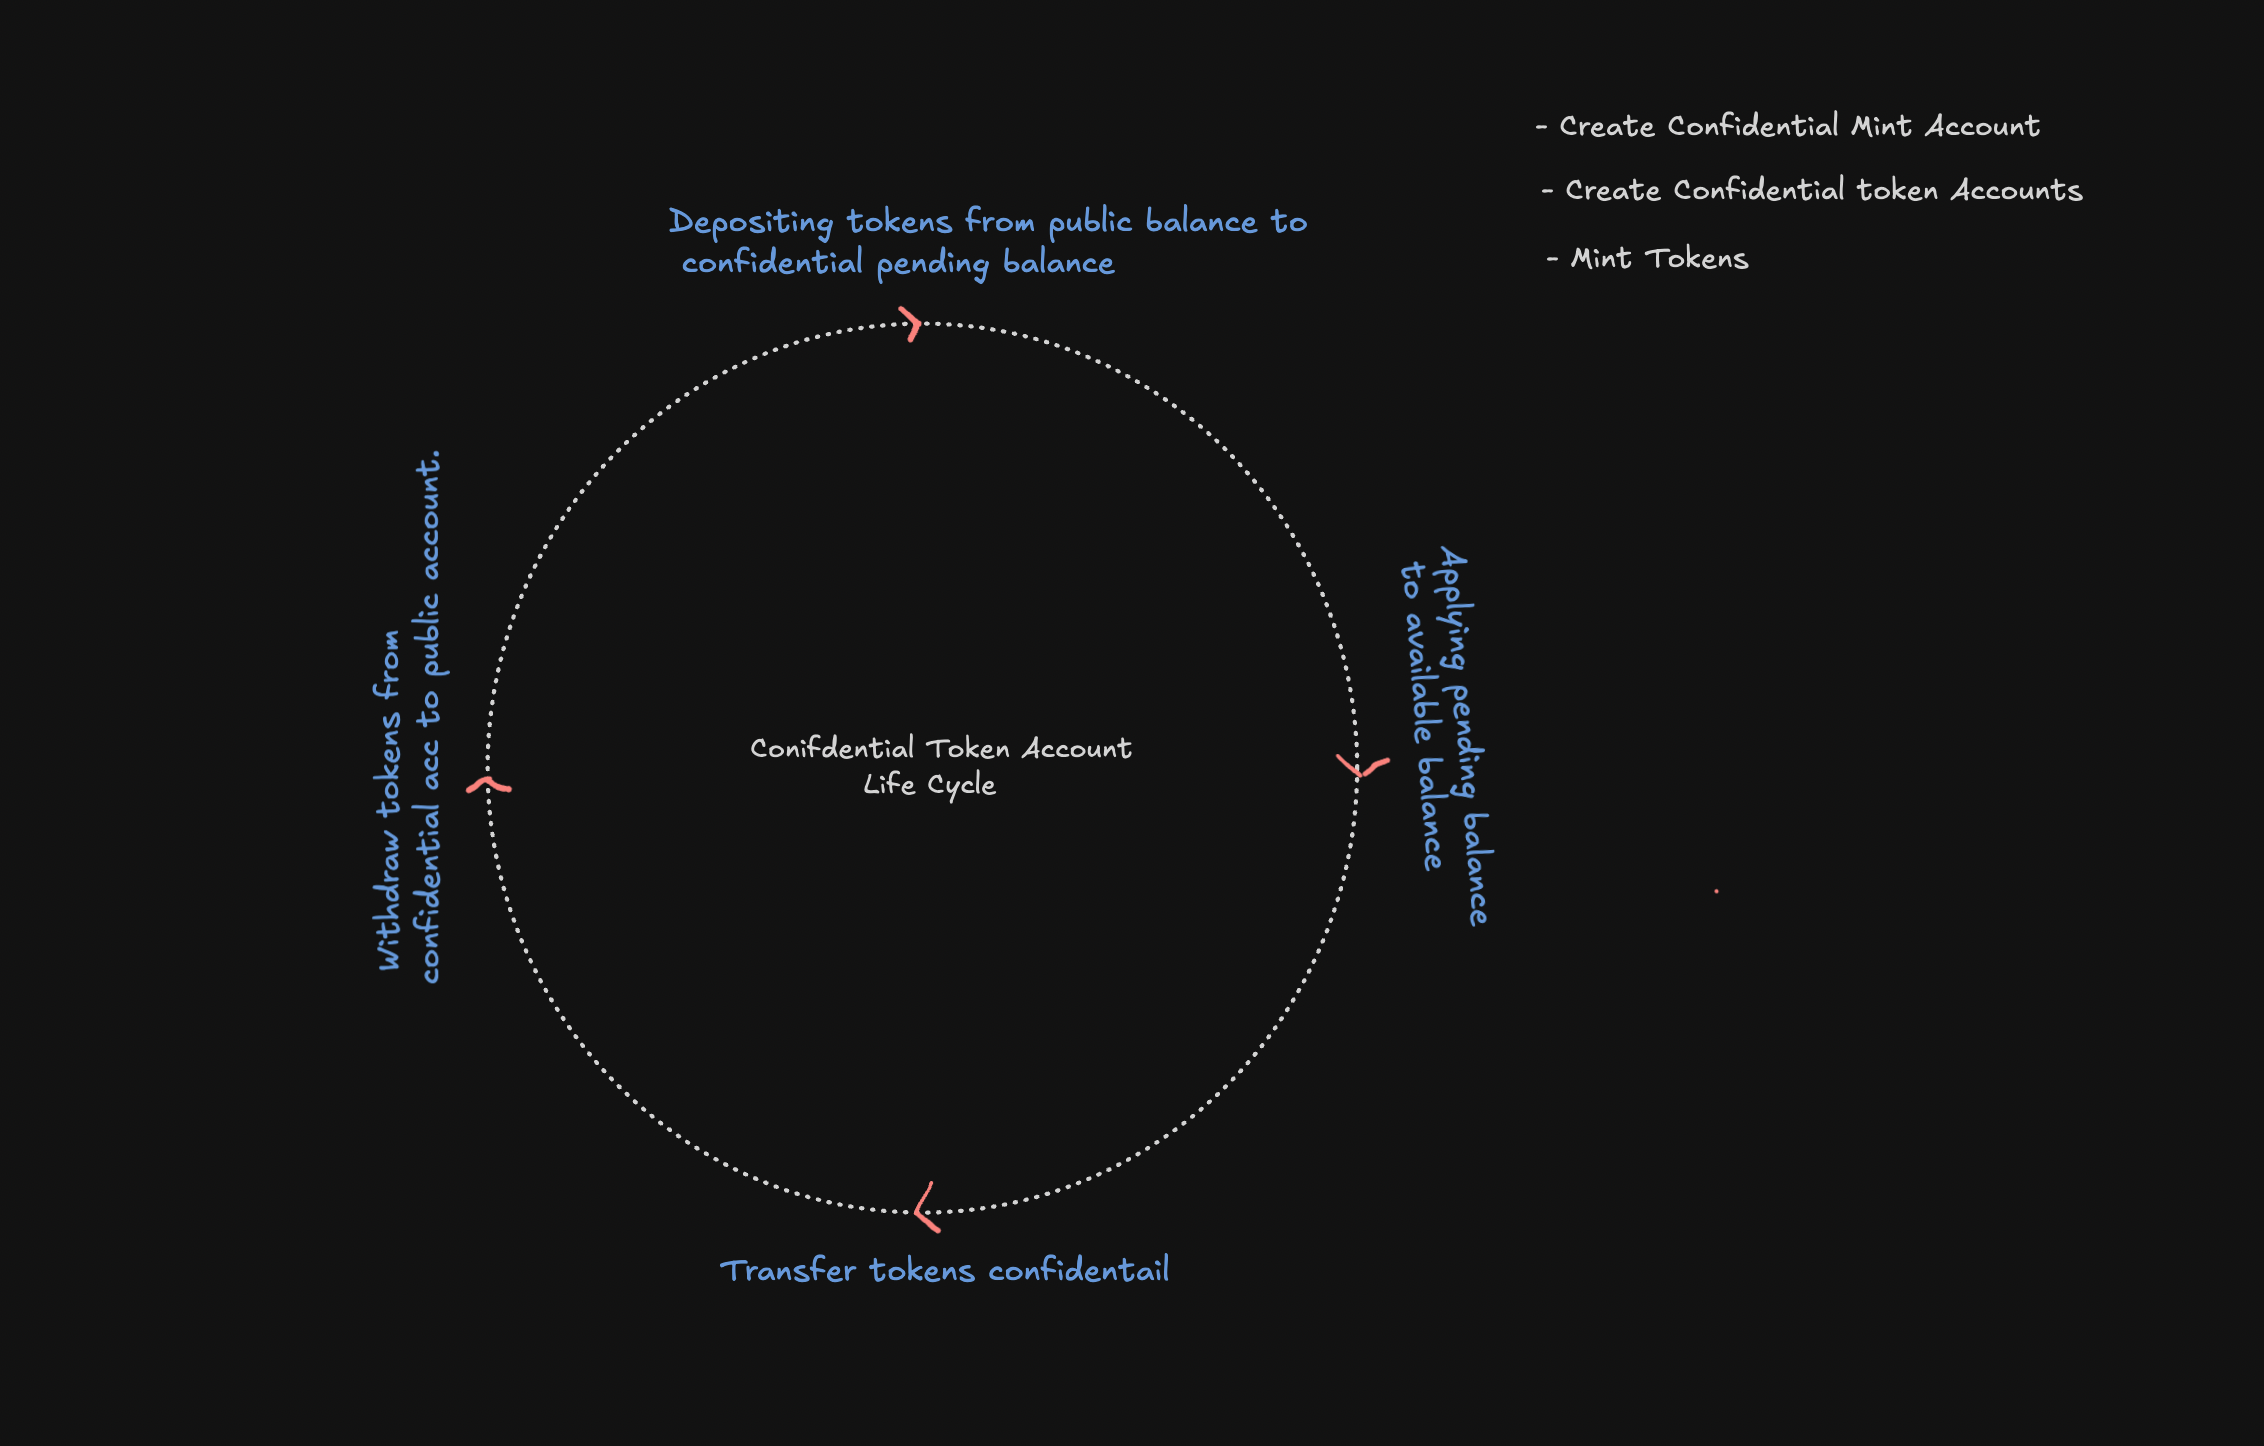 - Create Confidential Mint Account
- Create Confidential token Accounts
- Mint Tokens
Depositing tokens from public balance to
confidential pending balance
Applying pending balance
to available balance
Conifdential Token Account
Life Cycle
Withdraw tokens from
confidential acc to public account.
Transfer tokens confidentail